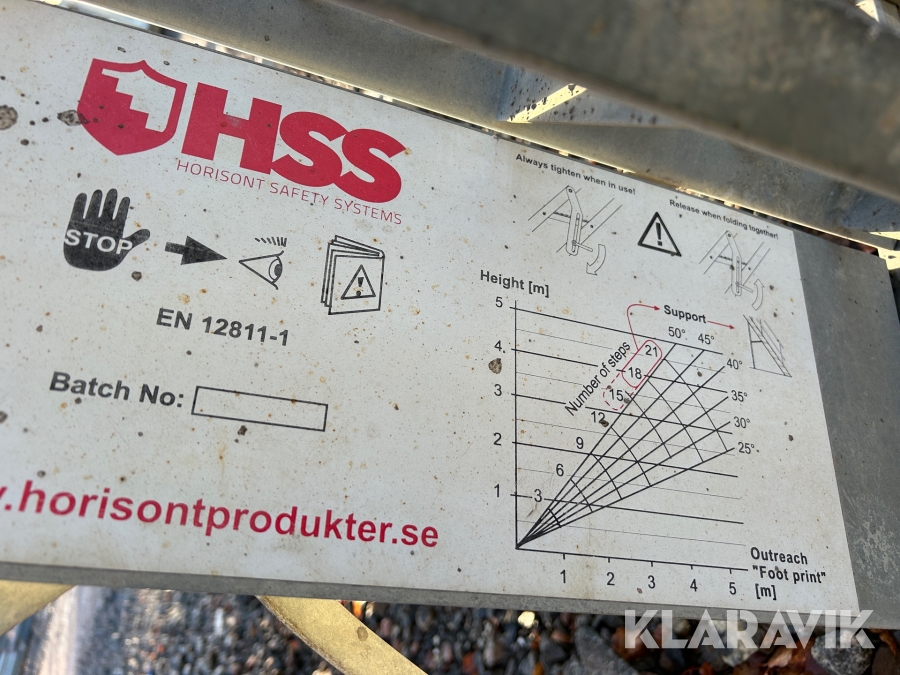 HSS
HORISONT SAFETY SYSTEMS
STOP
EN 12811-1
Batch No:
.horisontprodukter.se
Always tighten when in use!
Release when folding together!
Height [m]
Support
Number of steps
5
4
3
2
1
21
18
15
12
9
6
3
50°
45°
40°
35°
30°
25°
1 2 3 4 5
Outreach
"Foot print"
[m]
KLARAVIK